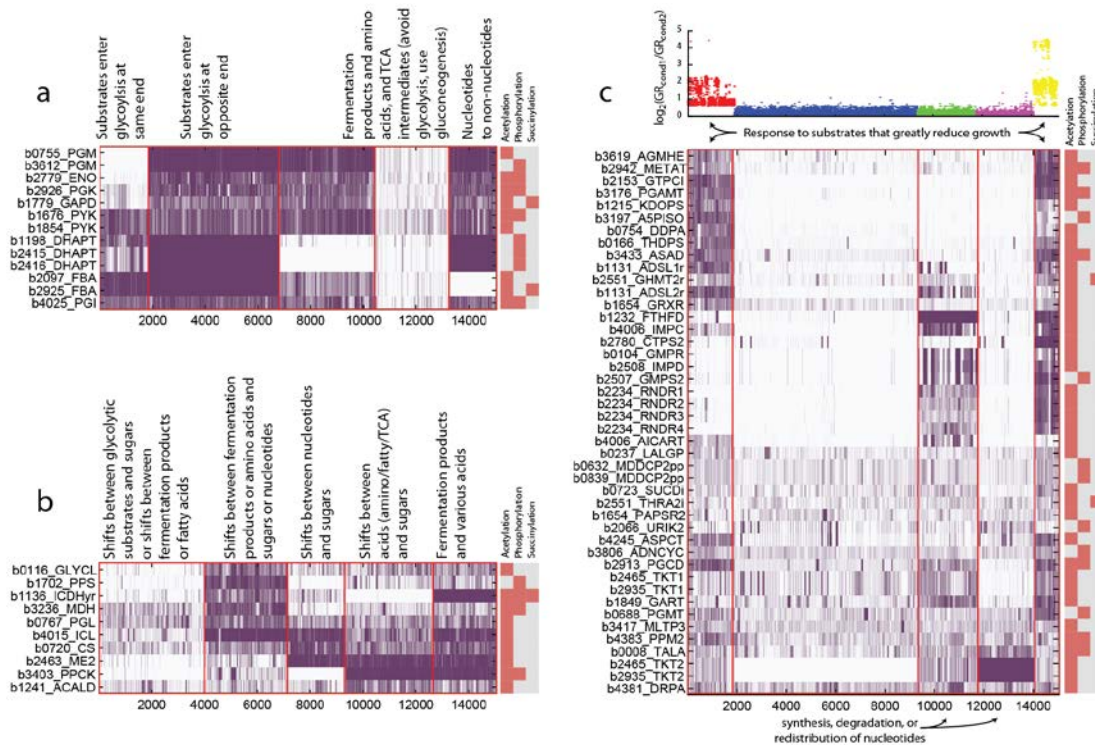 a
Substrates enter
glycoylsis at
same end
Substrates enter
glycolysis at
opposite end
Fermentation
products and amino
acids, and TCA
intermediates (avoid
glycolysis, use
gluconeogenesis)
Nucleotides
to non-nucleotides
Acetylation
Phosphorylation
Succinylation
b0755_PGM
b3612_PGM
b2779_ENO
b2926_PGK
b1779_GAPD
b1676_PYK
b1854_PYK
b1198_DHAPT
b2415_DHAPT
b2416_DHAPT
b2097_FBA
b2925_FBA
b4025_PGI
2000 4000 6000 8000 10000 12000 14000
b
Shifts between glycolytic
substrates and sugars
or shifts between
fermentation products
or fatty acids
Shifts between fermentation
products or amino acids and
sugars or nucleotides
Shifts between nucleotides
and sugars
Shifts between
acids (amino/fatty/TCA)
and sugars
Fermentation products
and various acids
Acetylation
Phosphorylation
Succinylation
b0116_GLYCL
b1702_PPS
b1136_ICDHyr
b3236_MDH
b0767_PGL
b4015_ICL
b0720_CS
b2463_ME2
b3403_PPCK
b1241_ACALD
2000 4000 6000 8000 10000 12000 14000
c
log2(GRcond1/GRcond2)
5
4
3
2
1
0
Response to substrates that greatly reduce growth
Acetylation
Phosphorylation
b3619_AGMHE
b2942_METAT
b2153_GTPCI
b3176_PGAMT
b1215_KDOPS
b3197_A5PISO
b0754_DDPA
b0166_THDPS
b3433_ASAD
b1131_ADSL1r
b2551_GHMT2r
b1131_ADSL2r
b1654_GRXR
b1232_FTHFD
b4006_IMPC
b2780_CTPS2
b0104_GMPR
b2508_IMPD
b2507_GMPS2
b2234_RNDR1
b2234_RNDR2
b2234_RNDR3
b2234_RNDR4
b4006_AICART
b0237_LALGP
b0632_MDDCP2pp
b0839_MDDCP2pp
b0723_SUCDi
b2551_THRA2i
b1654_PAPSR2
b2066_URIK2
b4245_ASPCT
b3806_ADNCYC
b2913_PGCD
b2465_TKT1
b2935_TKT1
b1849_GART
b0688_PGMT
b3417_MLTP3
b4383_PPM2
b0008_TALA
b2465_TKT2
b2935_TKT2
b4381_DRPA
2000 4000 6000 8000 10000 12000 14000
synthesis, degradation, or
redistribution of nucleotides